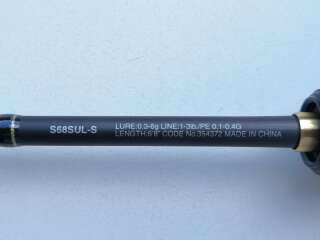 S68SUL-S
LURE:0.3-6g LINE:1-3lb./PE 0.1-0.4G
LENGTH:6'8" CODE No.354372 MADE IN CHINA